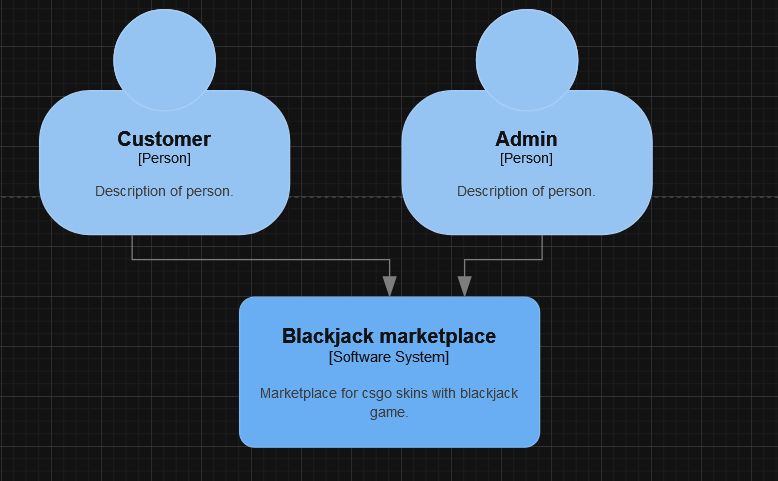 Customer
[Person]
Description of person.
Admin
[Person]
Description of person.
Blackjack marketplace
[Software System]
Marketplace for csgo skins with blackjack
game.